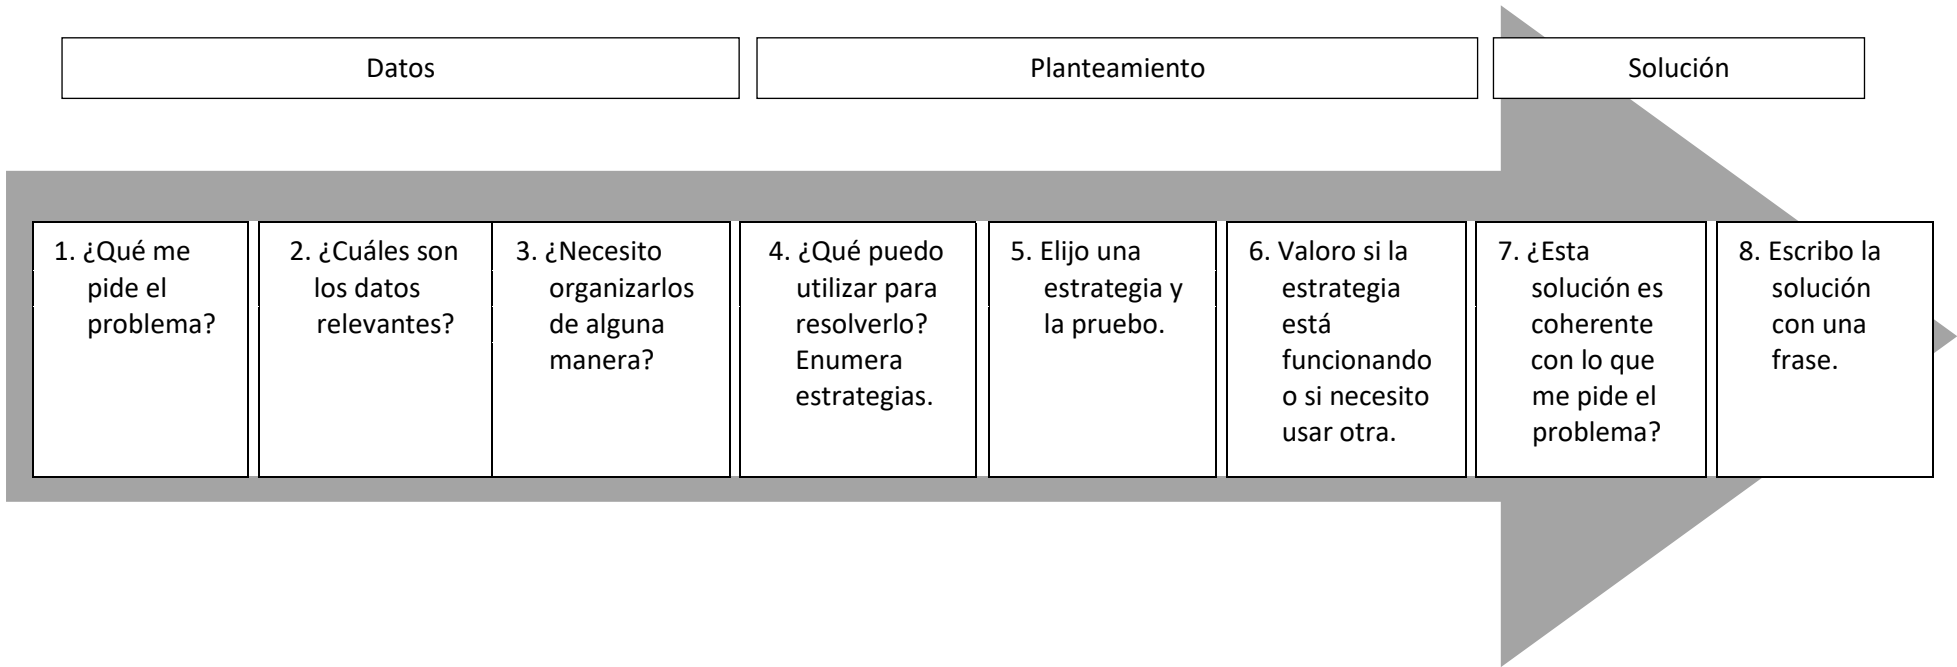 Datos
Planteamiento
Solución
1. ¿Qué me
pide el
problema?
2. ¿Cuáles son
los datos
relevantes?
3. ¿Necesito
organizarlos
de alguna
manera?
4. ¿Qué puedo
utilizar para
resolverlo?
Enumera
estrategias.
5. Elijo una
estrategia y
la pruebo.
6. Valoro si la
estrategia
está
funcionando
o si necesito
usar otra.
7. ¿Esta
solución es
coherente
con lo que
me pide el
problema?
8. Escribo la
solución
con una
frase.